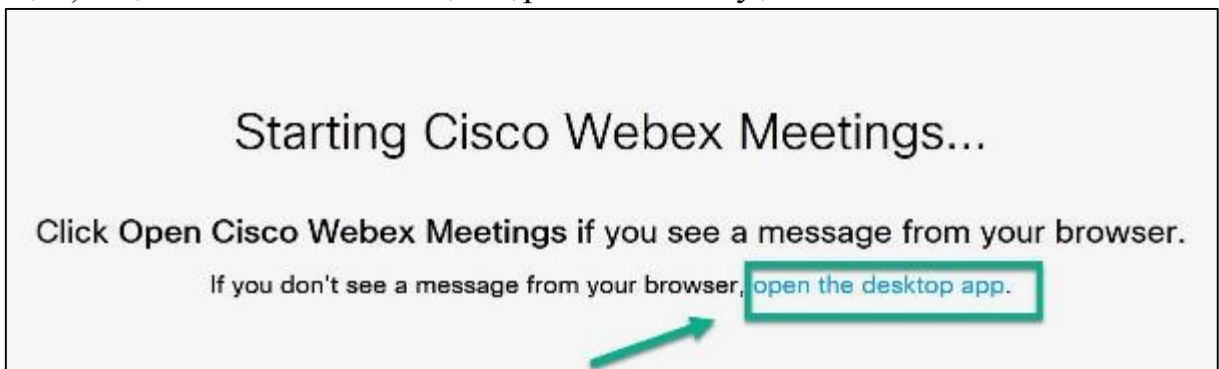 Starting Cisco Webex Meetings...
Click Open Cisco Webex Meetings if you see a message from your browser.
If you don't see a message from your browser, open the desktop app.